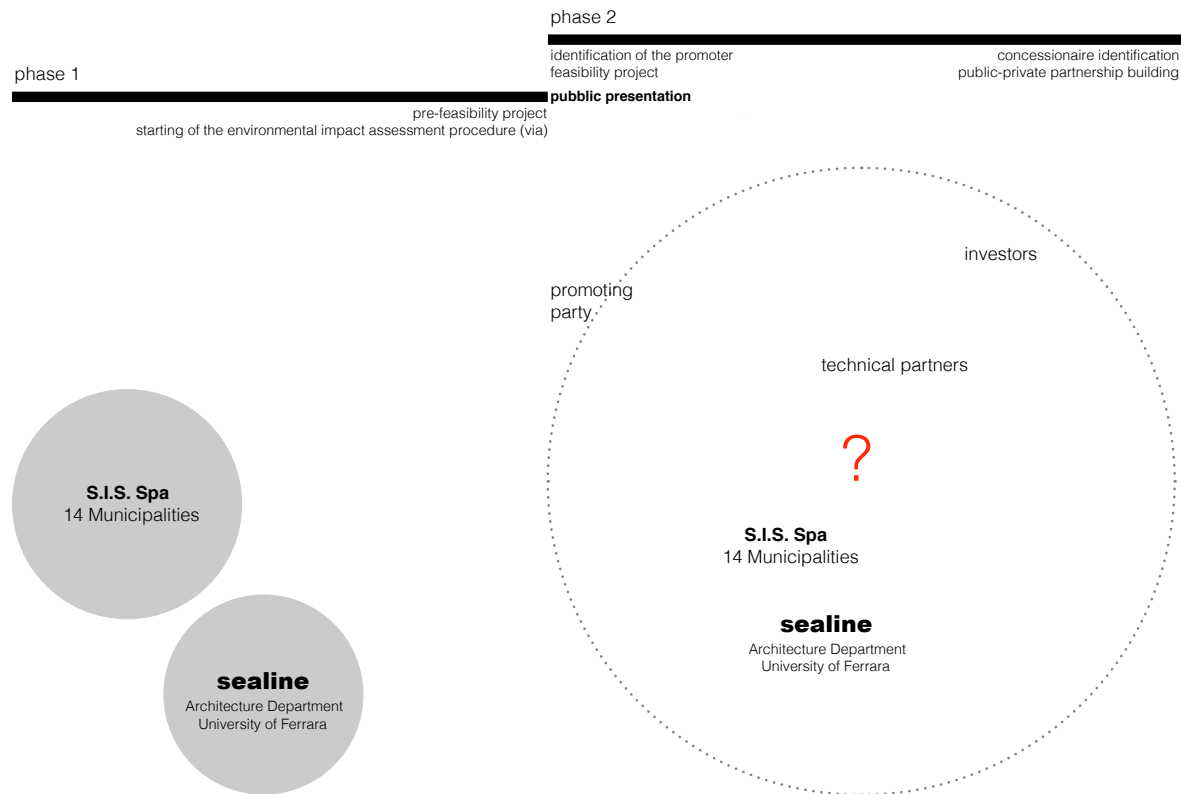 phase 2
identification of the promoter
feasibility project
concessionaire identification
public-private partnership building
phase 1
pubblic presentation
pre-feasibility project
starting of the environmental impact assessment procedure (via)
investors
promoting
party
technical partners
?
S.I.S. Spa
14 Municipalities
S.I.S. Spa
14 Municipalities
sealine
Architecture Department
University of Ferrara
sealine
Architecture Department
University of Ferrara